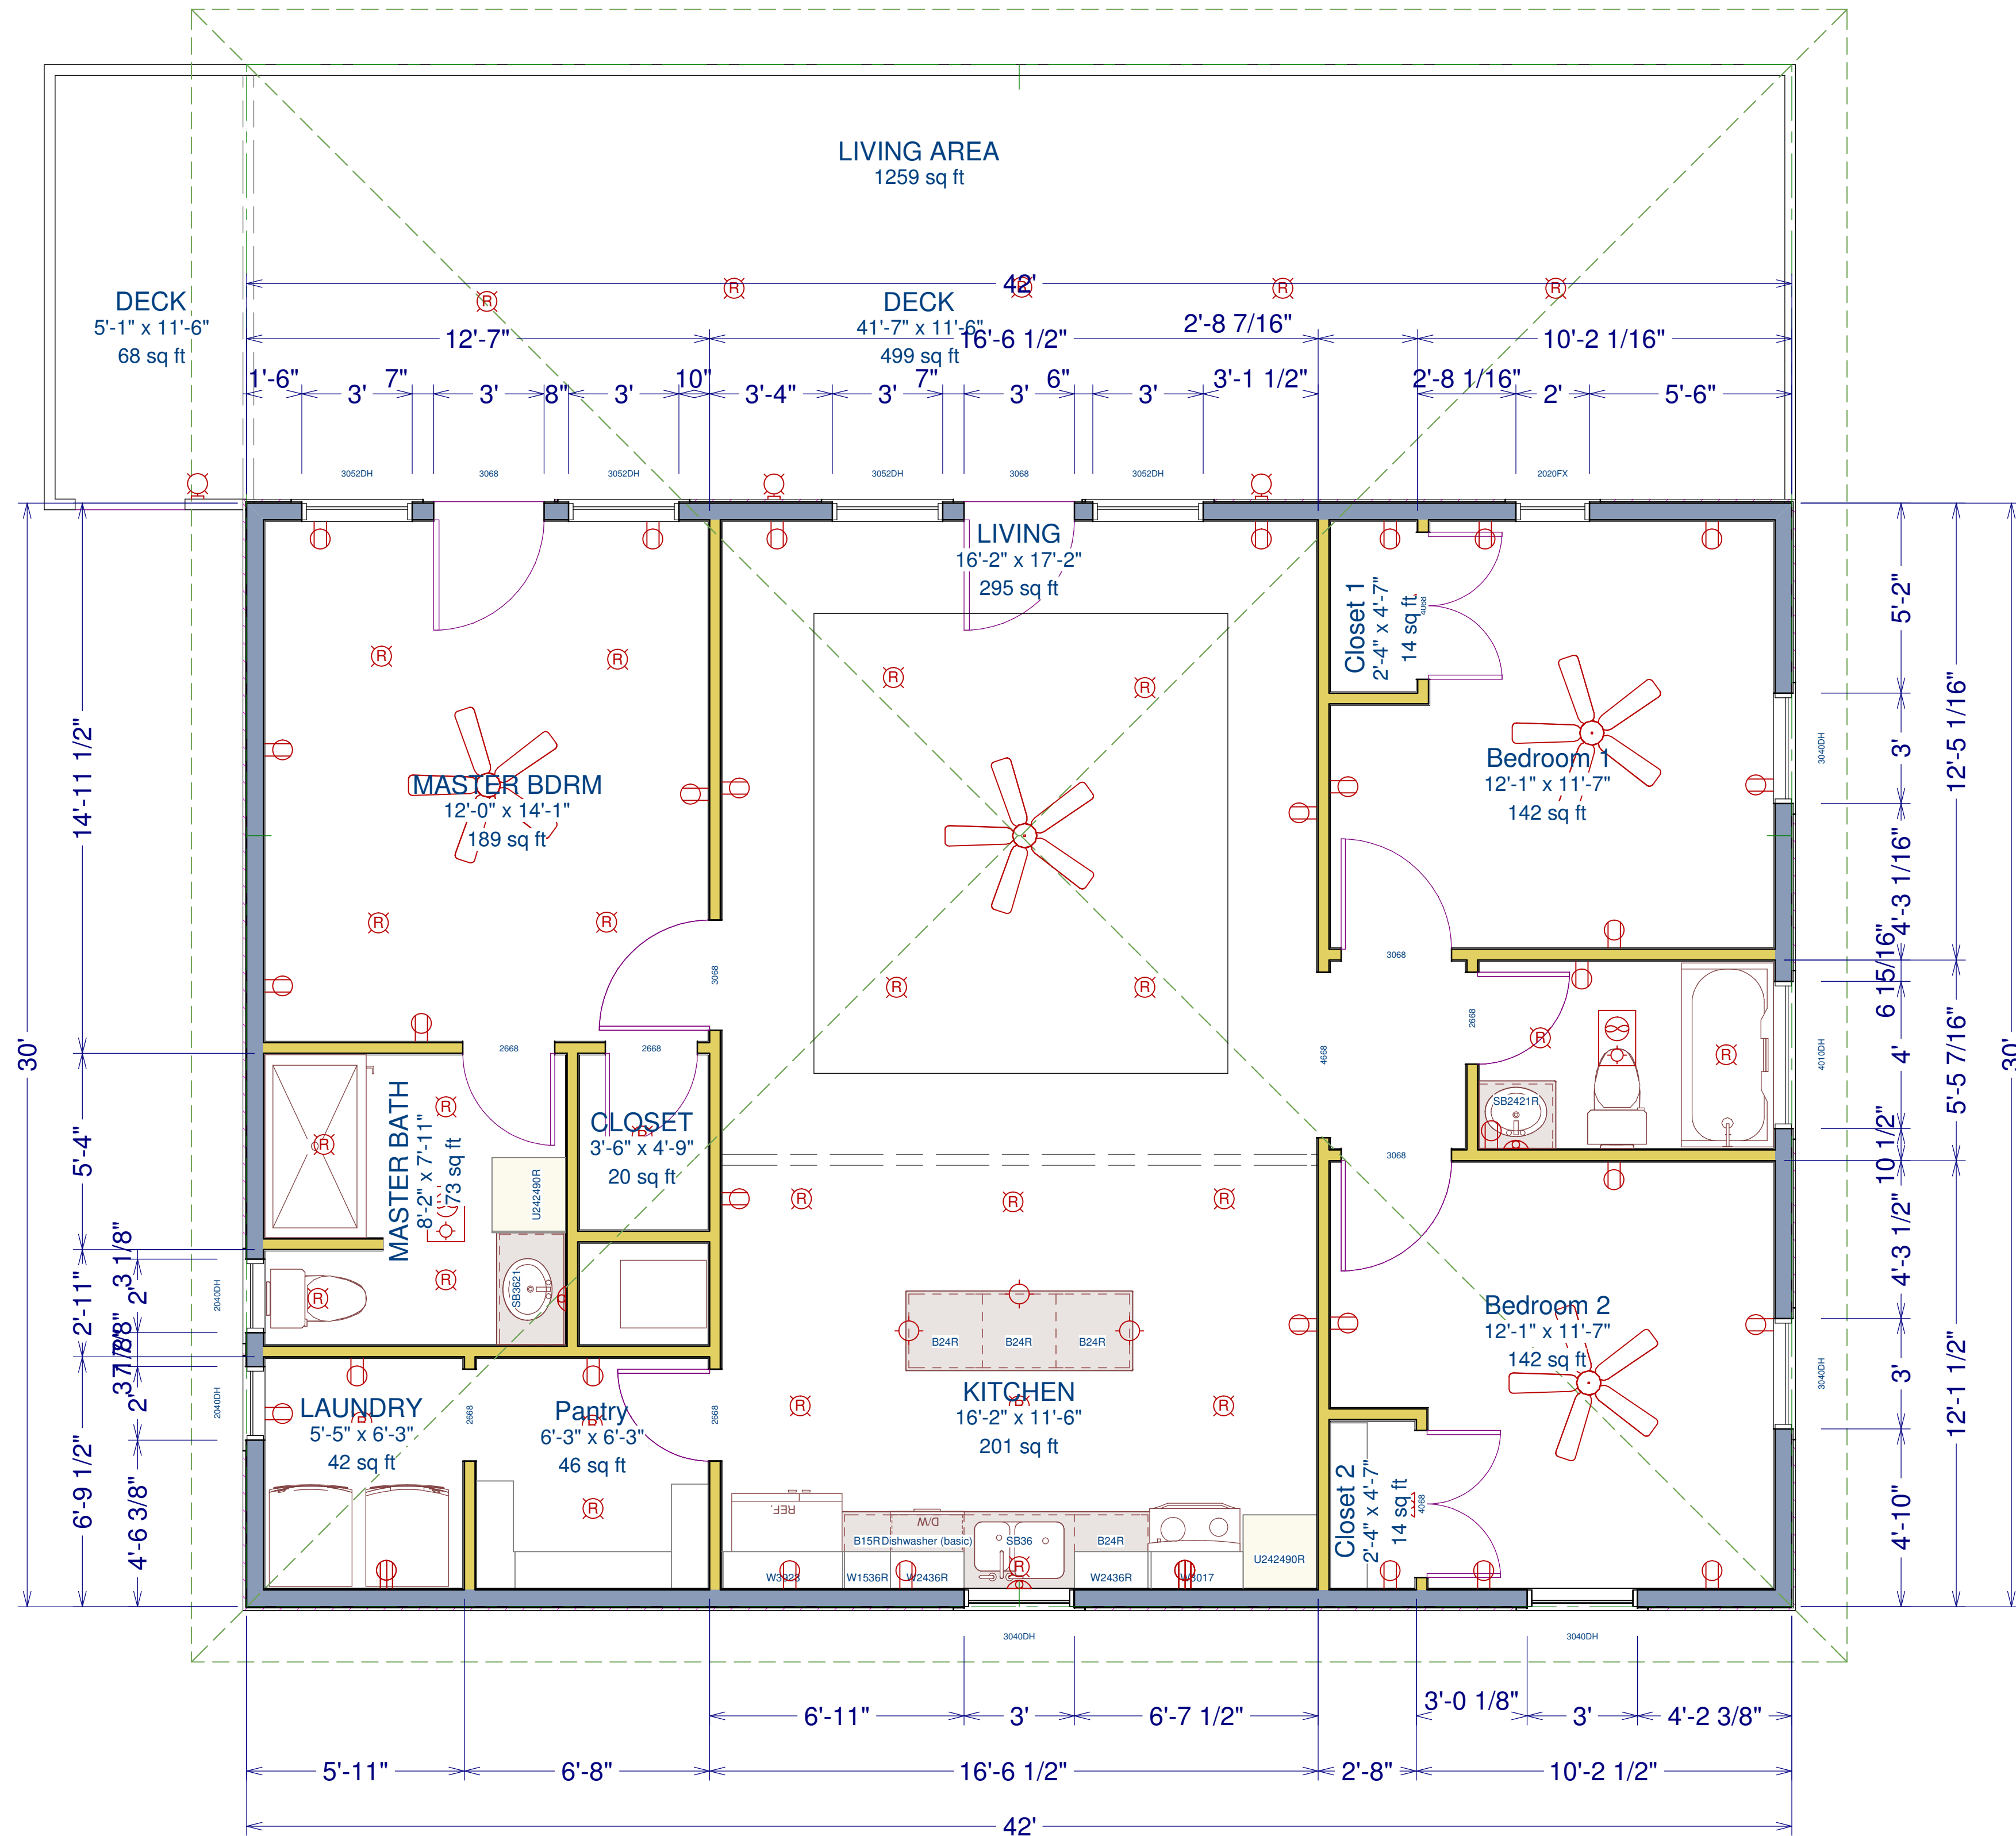 LIVING AREA
1259 sq ft
42'
DECK
5'-1" x 11'-6"
68 sq ft
DECK
41'-7" x 11'-6"
499 sq ft
12'-7"
16'-6 1/2"
2'-8 7/16"
10'-2 1/16"
1'-6"
3'
7"
3'
8"
3'
10"
3'-4"
3'
7"
3'
6"
3'
3'-1 1/2"
2'-8 1/16"
2'
5'-6"
3052DH
3068
3052DH
3052DH
3068
3052DH
2020FX
R
R
R
R
R
LIVING
16'-2" x 17'-2"
295 sq ft
Closet 1
2'-4" x 4'-7"
14 sq ft
4068
R
R
R
R
MASTER BDRM
12'-0" x 14'-1"
189 sq ft
Bedroom 1
12'-1" x 11'-7"
142 sq ft
3040DH
R
R
R
R
3068
3068
2668
2668
2668
4668
4010DH
R
R
SB2421R
3068
MASTER BATH
8'-2" x 7'-11"
73 sq ft
R
R
R
R
U242490R
SB3621
CLOSET
3'-6" x 4'-9"
20 sq ft
R
R
R
B24R
B24R
B24R
Bedroom 2
12'-1" x 11'-7"
142 sq ft
3040DH
2040DH
2040DH
LAUNDRY
5'-5" x 6'-3"
42 sq ft
2668
Pantry
6'-3" x 6'-3"
46 sq ft
R
2668
KITCHEN
16'-2" x 11'-6"
201 sq ft
R
R
REF.
D/W
B15R
Dishwasher (basic)
SB36
B24R
U242490R
W1536R
W2436R
R
W2436R
Closet 2
2'-4" x 4'-7"
14 sq ft
4068
3040DH
3040DH
30'
14'-11 1/2"
5'-4"
2'-11"
6'-9 1/2"
3 1/8"
2'
2'
4'-6 3/8"
5'-2"
3'
4'-3 1/16"
6 15/16"
4'
10 1/2"
4'-3 1/2"
3'
4'-10"
12'-5 1/16"
5'-5 7/16"
12'-1 1/2"
30'
6'-11"
3'
6'-7 1/2"
3'-0 1/8"
3'
4'-2 3/8"
5'-11"
6'-8"
16'-6 1/2"
2'-8"
10'-2 1/2"
42'